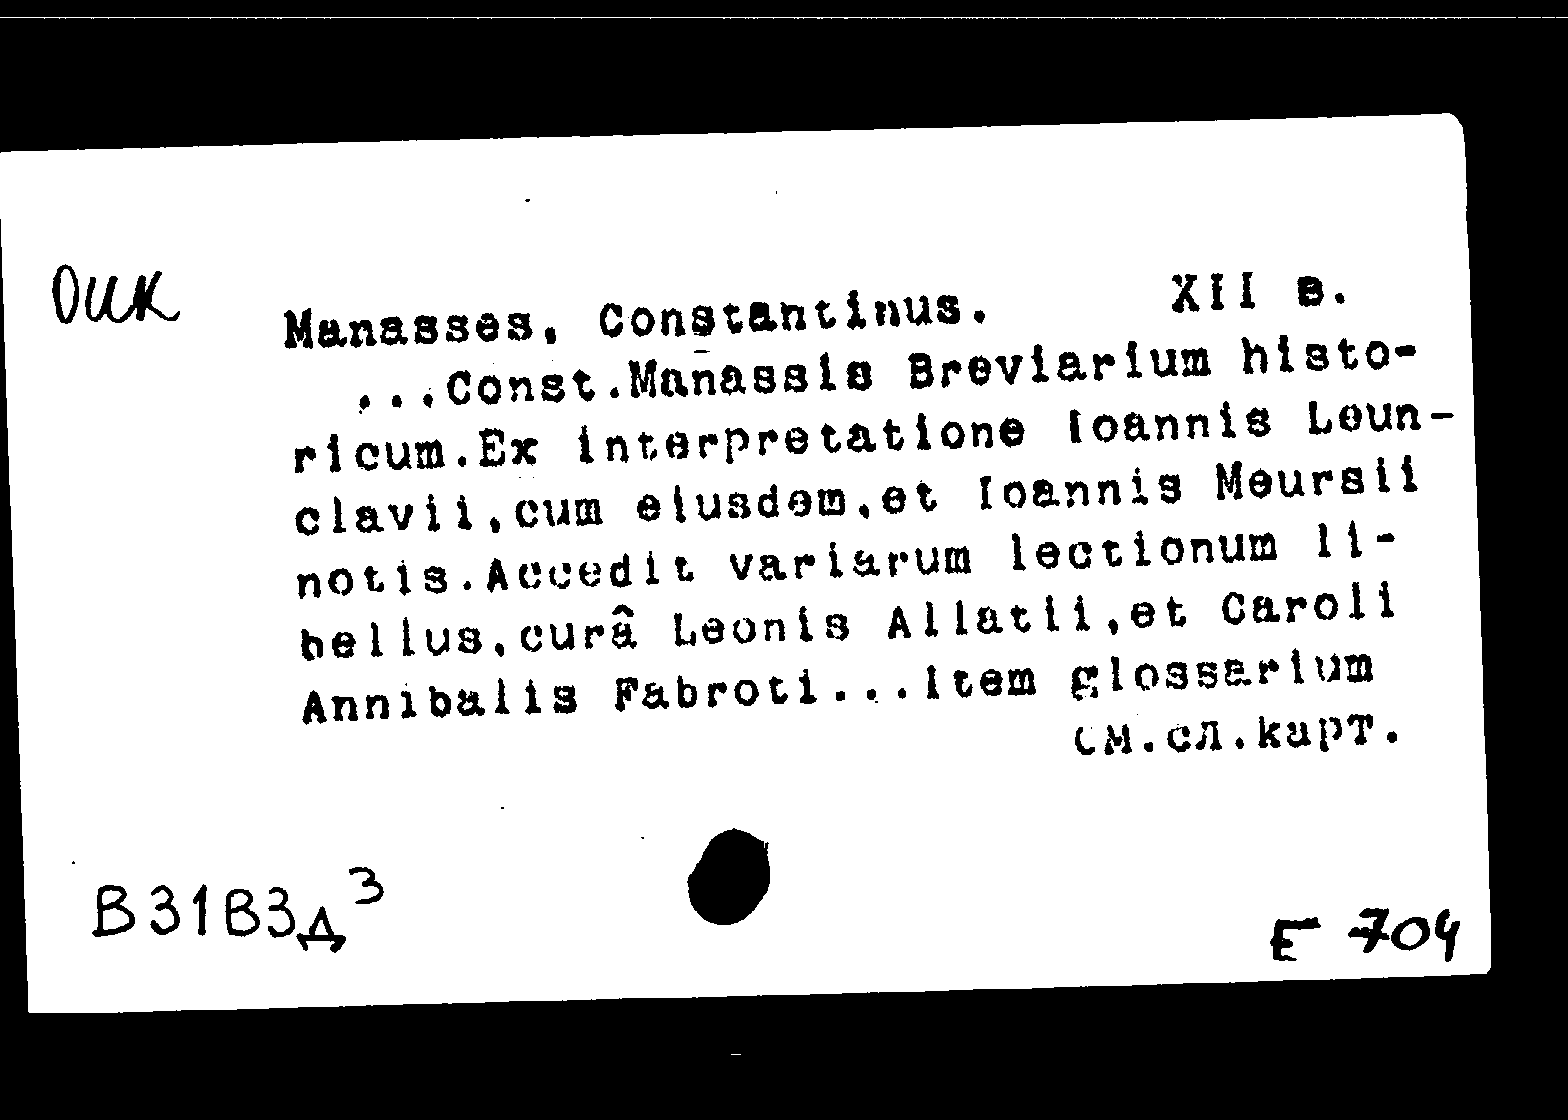 ОИК
Manasses, Constantinus. XII в.
...Const.Manassis Breviarium histo-
ricum.Ex interpretatione Ioannis Leun-
clavii,cum eiusdem,et Ioannis Meursii
notis.Accedit variarum lectionum li-
bellus,curâ Leonis Allatii,et Caroli
Annibalis Fabroti...Item glossarium
См.сл.карт.
В31В3д³
E 704